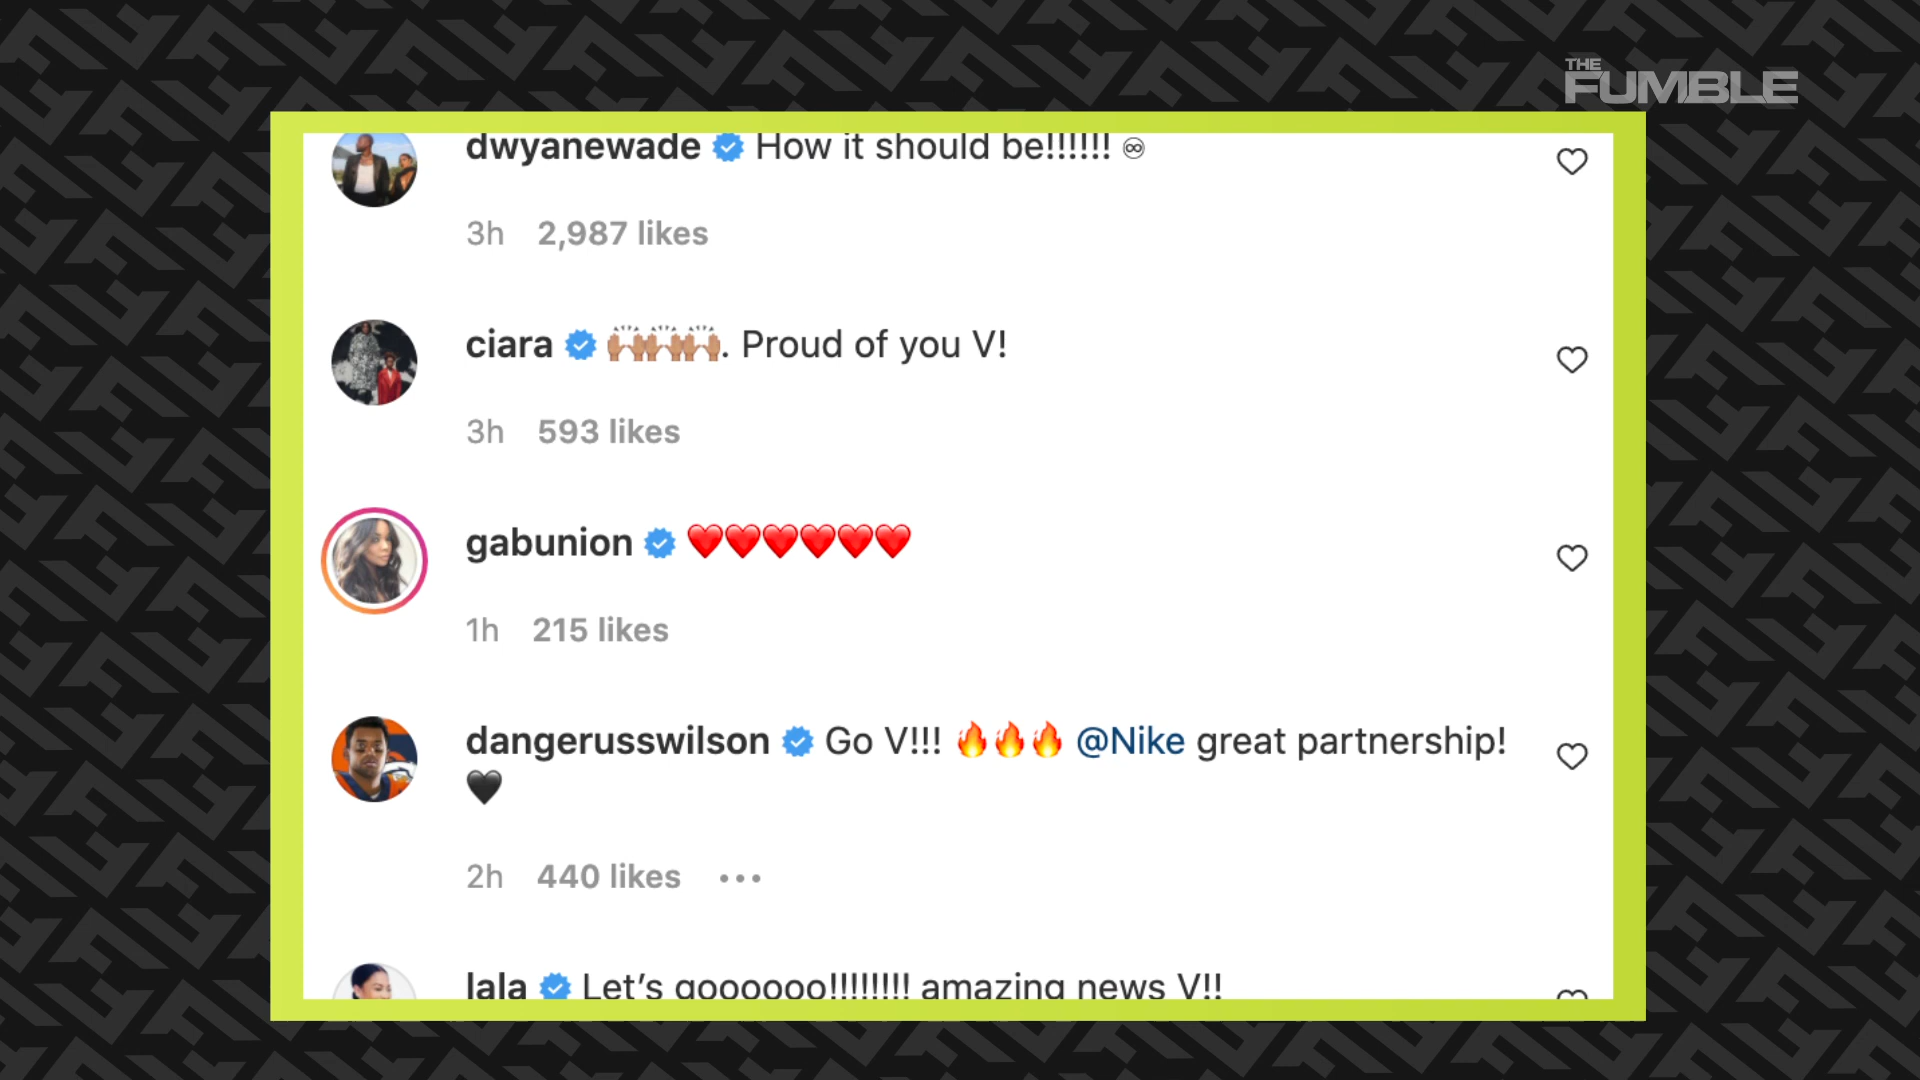 THE
FUMBLE
dwyanewade How it should be!!!!!! ♾
3h 2,987 likes
ciara 🙌🏽🙌🏽🙌🏽. Proud of you V!
3h 593 likes
gabunion ❤️❤️❤️❤️❤️❤️
1h 215 likes
dangerusswilson Go V!!! 🔥🔥🔥 @Nike great partnership!
🖤
2h 440 likes •••
lala Let's goooooo!!!!!!!! amazing news V!!